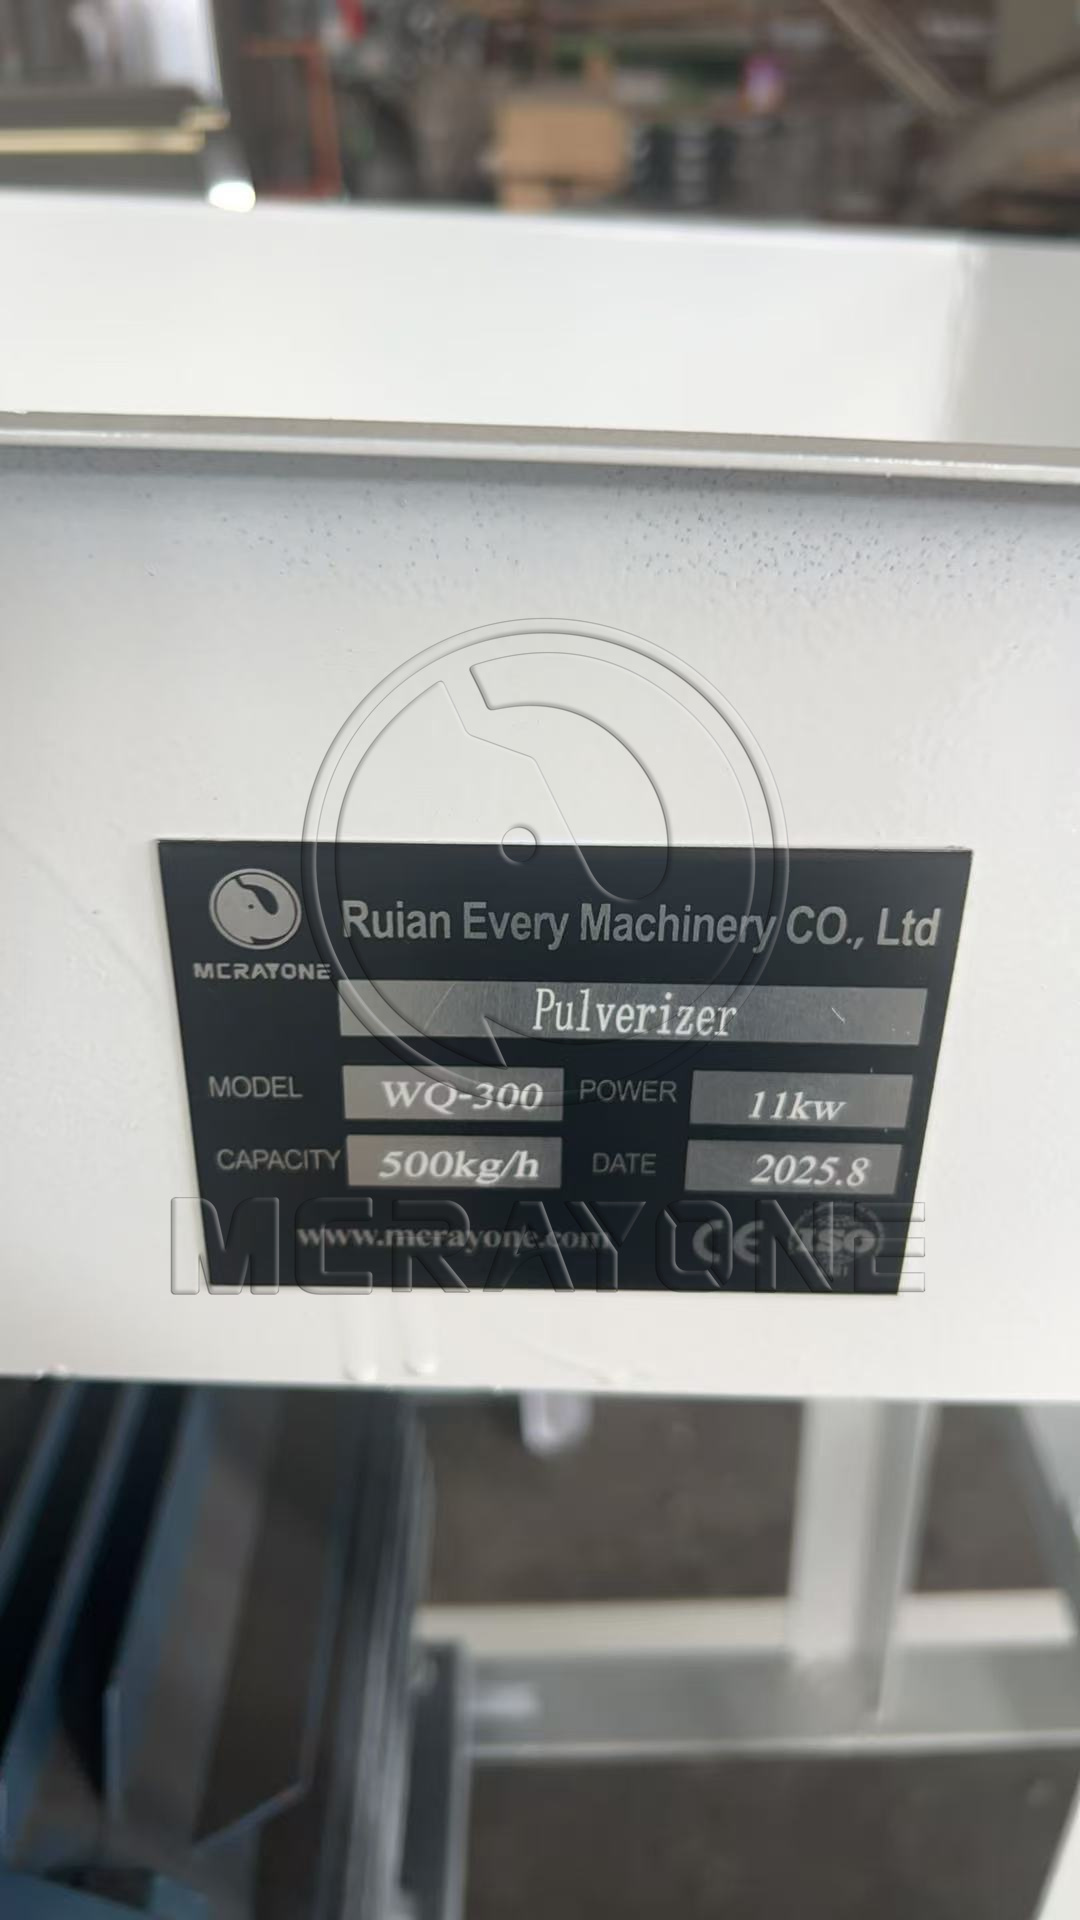 Ruian Every Machinery CO., Ltd
MCRAYONE
Pulverizer
MODEL WQ-300 POWER 11kw
CAPACITY 500kg/h DATE 2025.8
www.mcrayone.com CE ISO
MCRAYONE